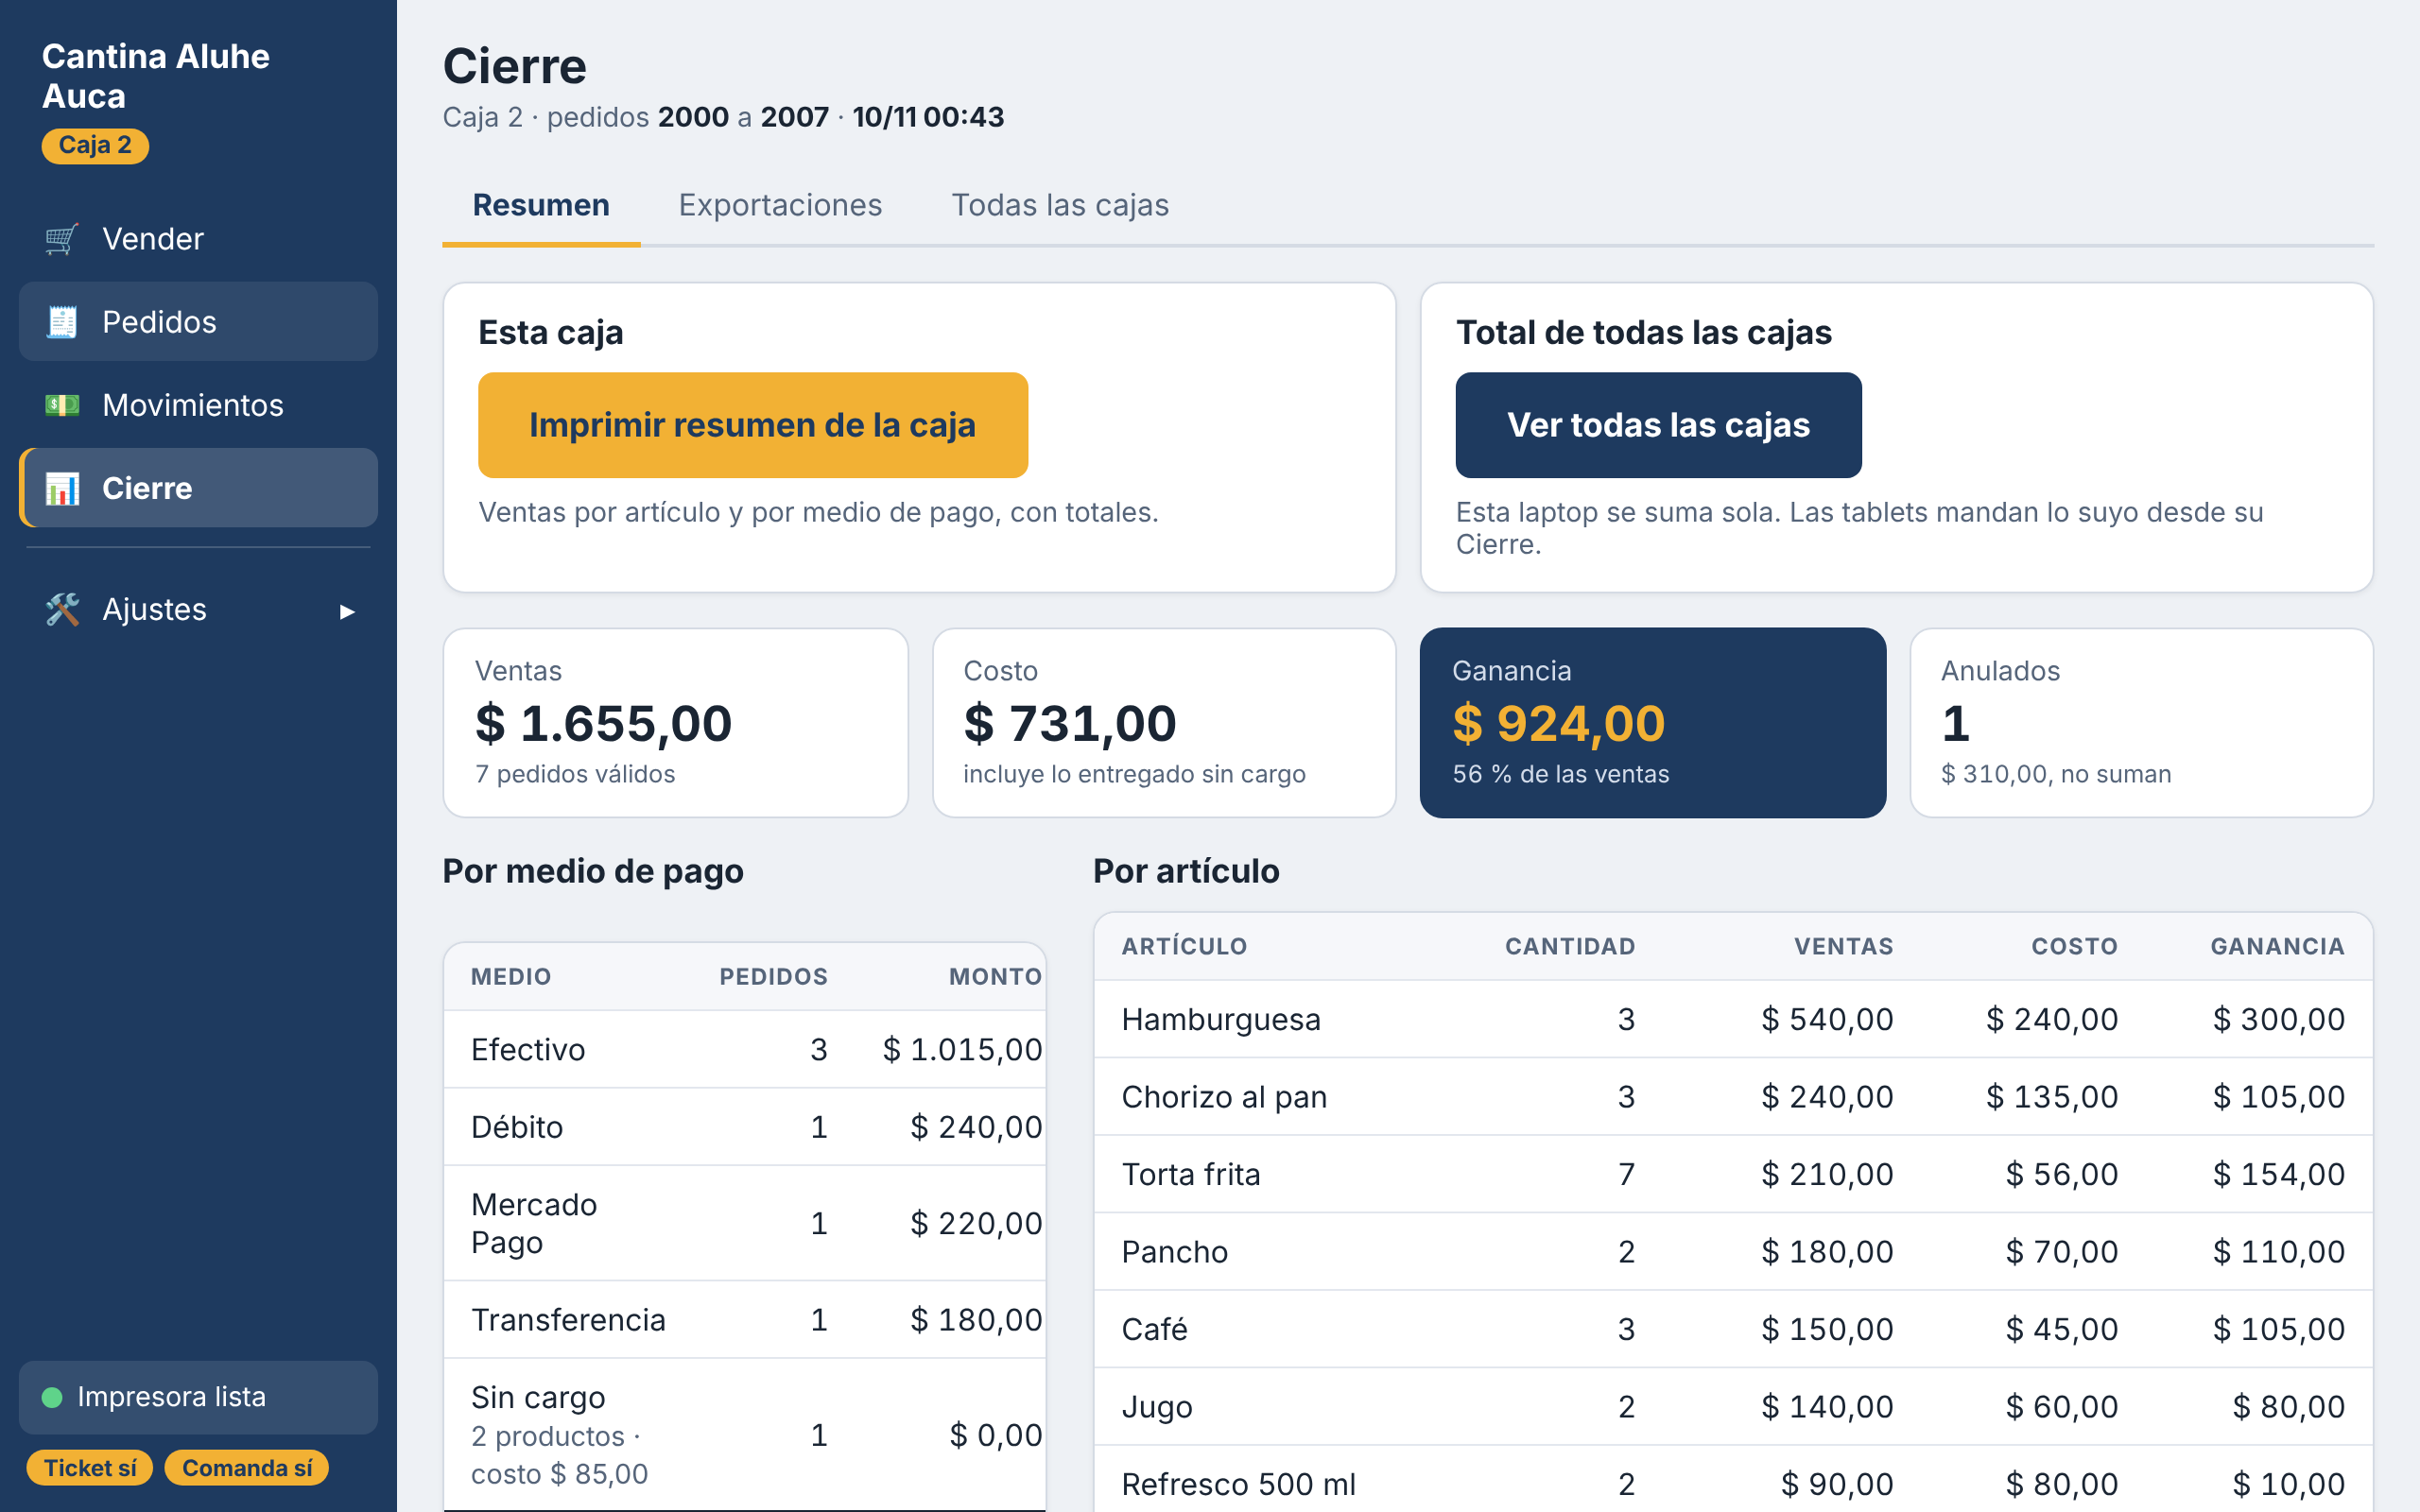 Cantina Aluhe
Auca
Caja 2
Vender
Pedidos
Movimientos
Cierre
Ajustes
Impresora lista
Ticket sí
Comanda sí
Cierre
Caja 2 · pedidos 2000 a 2007 · 10/11 00:43
Resumen
Exportaciones
Todas las cajas
Esta caja
Imprimir resumen de la caja
Ventas por artículo y por medio de pago, con totales.
Total de todas las cajas
Ver todas las cajas
Esta laptop se suma sola. Las tablets mandan lo suyo desde su
Cierre.
Ventas
$ 1.655,00
7 pedidos válidos
Costo
$ 731,00
incluye lo entregado sin cargo
Ganancia
$ 924,00
56 % de las ventas
Anulados
1
$ 310,00, no suman
Por medio de pago
MEDIO PEDIDOS MONTO
Efectivo 3 $ 1.015,00
Débito 1 $ 240,00
Mercado
Pago 1 $ 220,00
Transferencia 1 $ 180,00
Sin cargo
2 productos ·
costo $ 85,00 1 $ 0,00
Por artículo
ARTÍCULO CANTIDAD VENTAS COSTO GANANCIA
Hamburguesa 3 $ 540,00 $ 240,00 $ 300,00
Chorizo al pan 3 $ 240,00 $ 135,00 $ 105,00
Torta frita 7 $ 210,00 $ 56,00 $ 154,00
Pancho 2 $ 180,00 $ 70,00 $ 110,00
Café 3 $ 150,00 $ 45,00 $ 105,00
Jugo 2 $ 140,00 $ 60,00 $ 80,00
Refresco 500 ml 2 $ 90,00 $ 80,00 $ 10,00